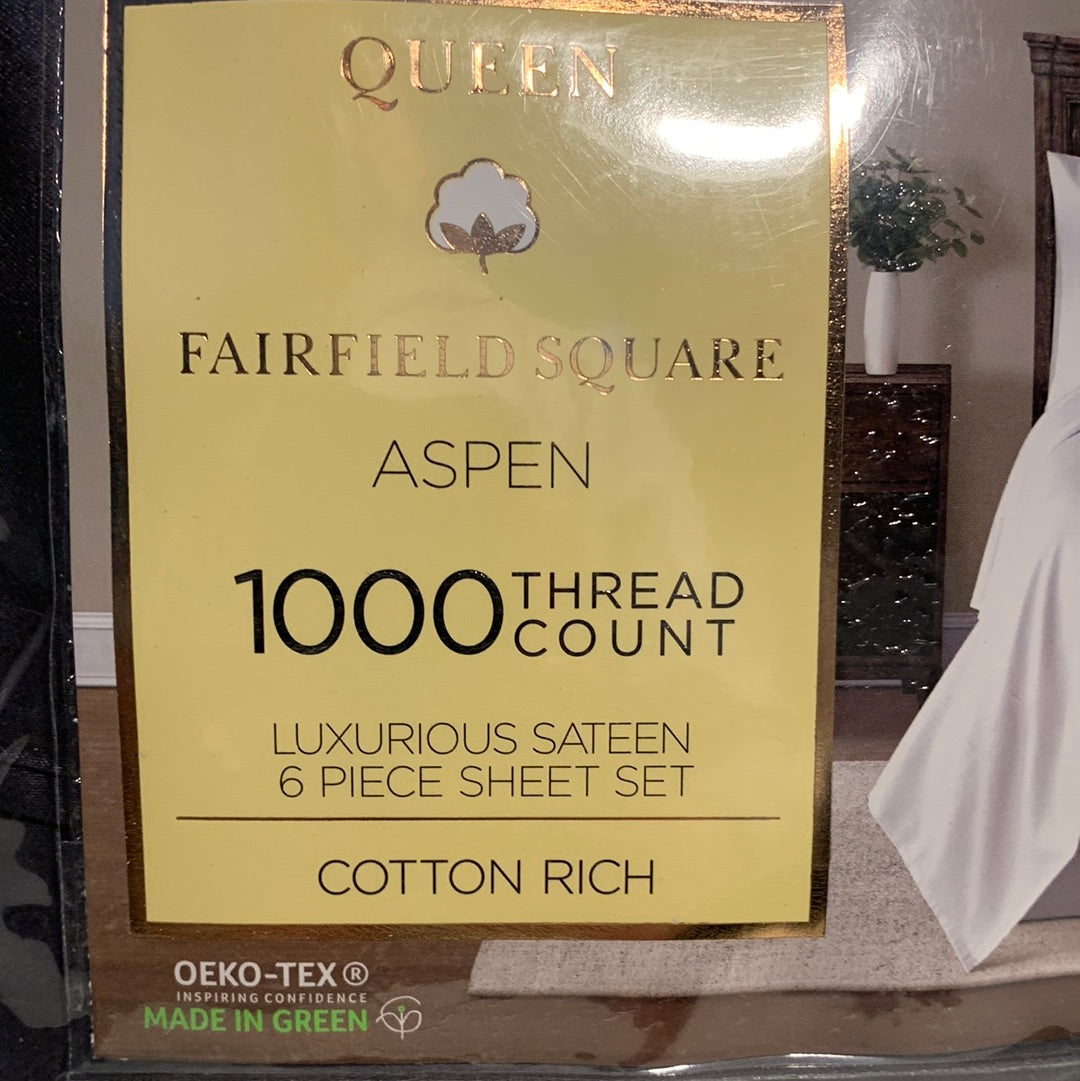 QUEEN
FAIRFIELD SQUARE
ASPEN
1000 THREAD COUNT
LUXURIOUS SATEEN
6 PIECE SHEET SET
COTTON RICH
OEKO-TEX®
INSPIRING CONFIDENCE
MADE IN GREEN